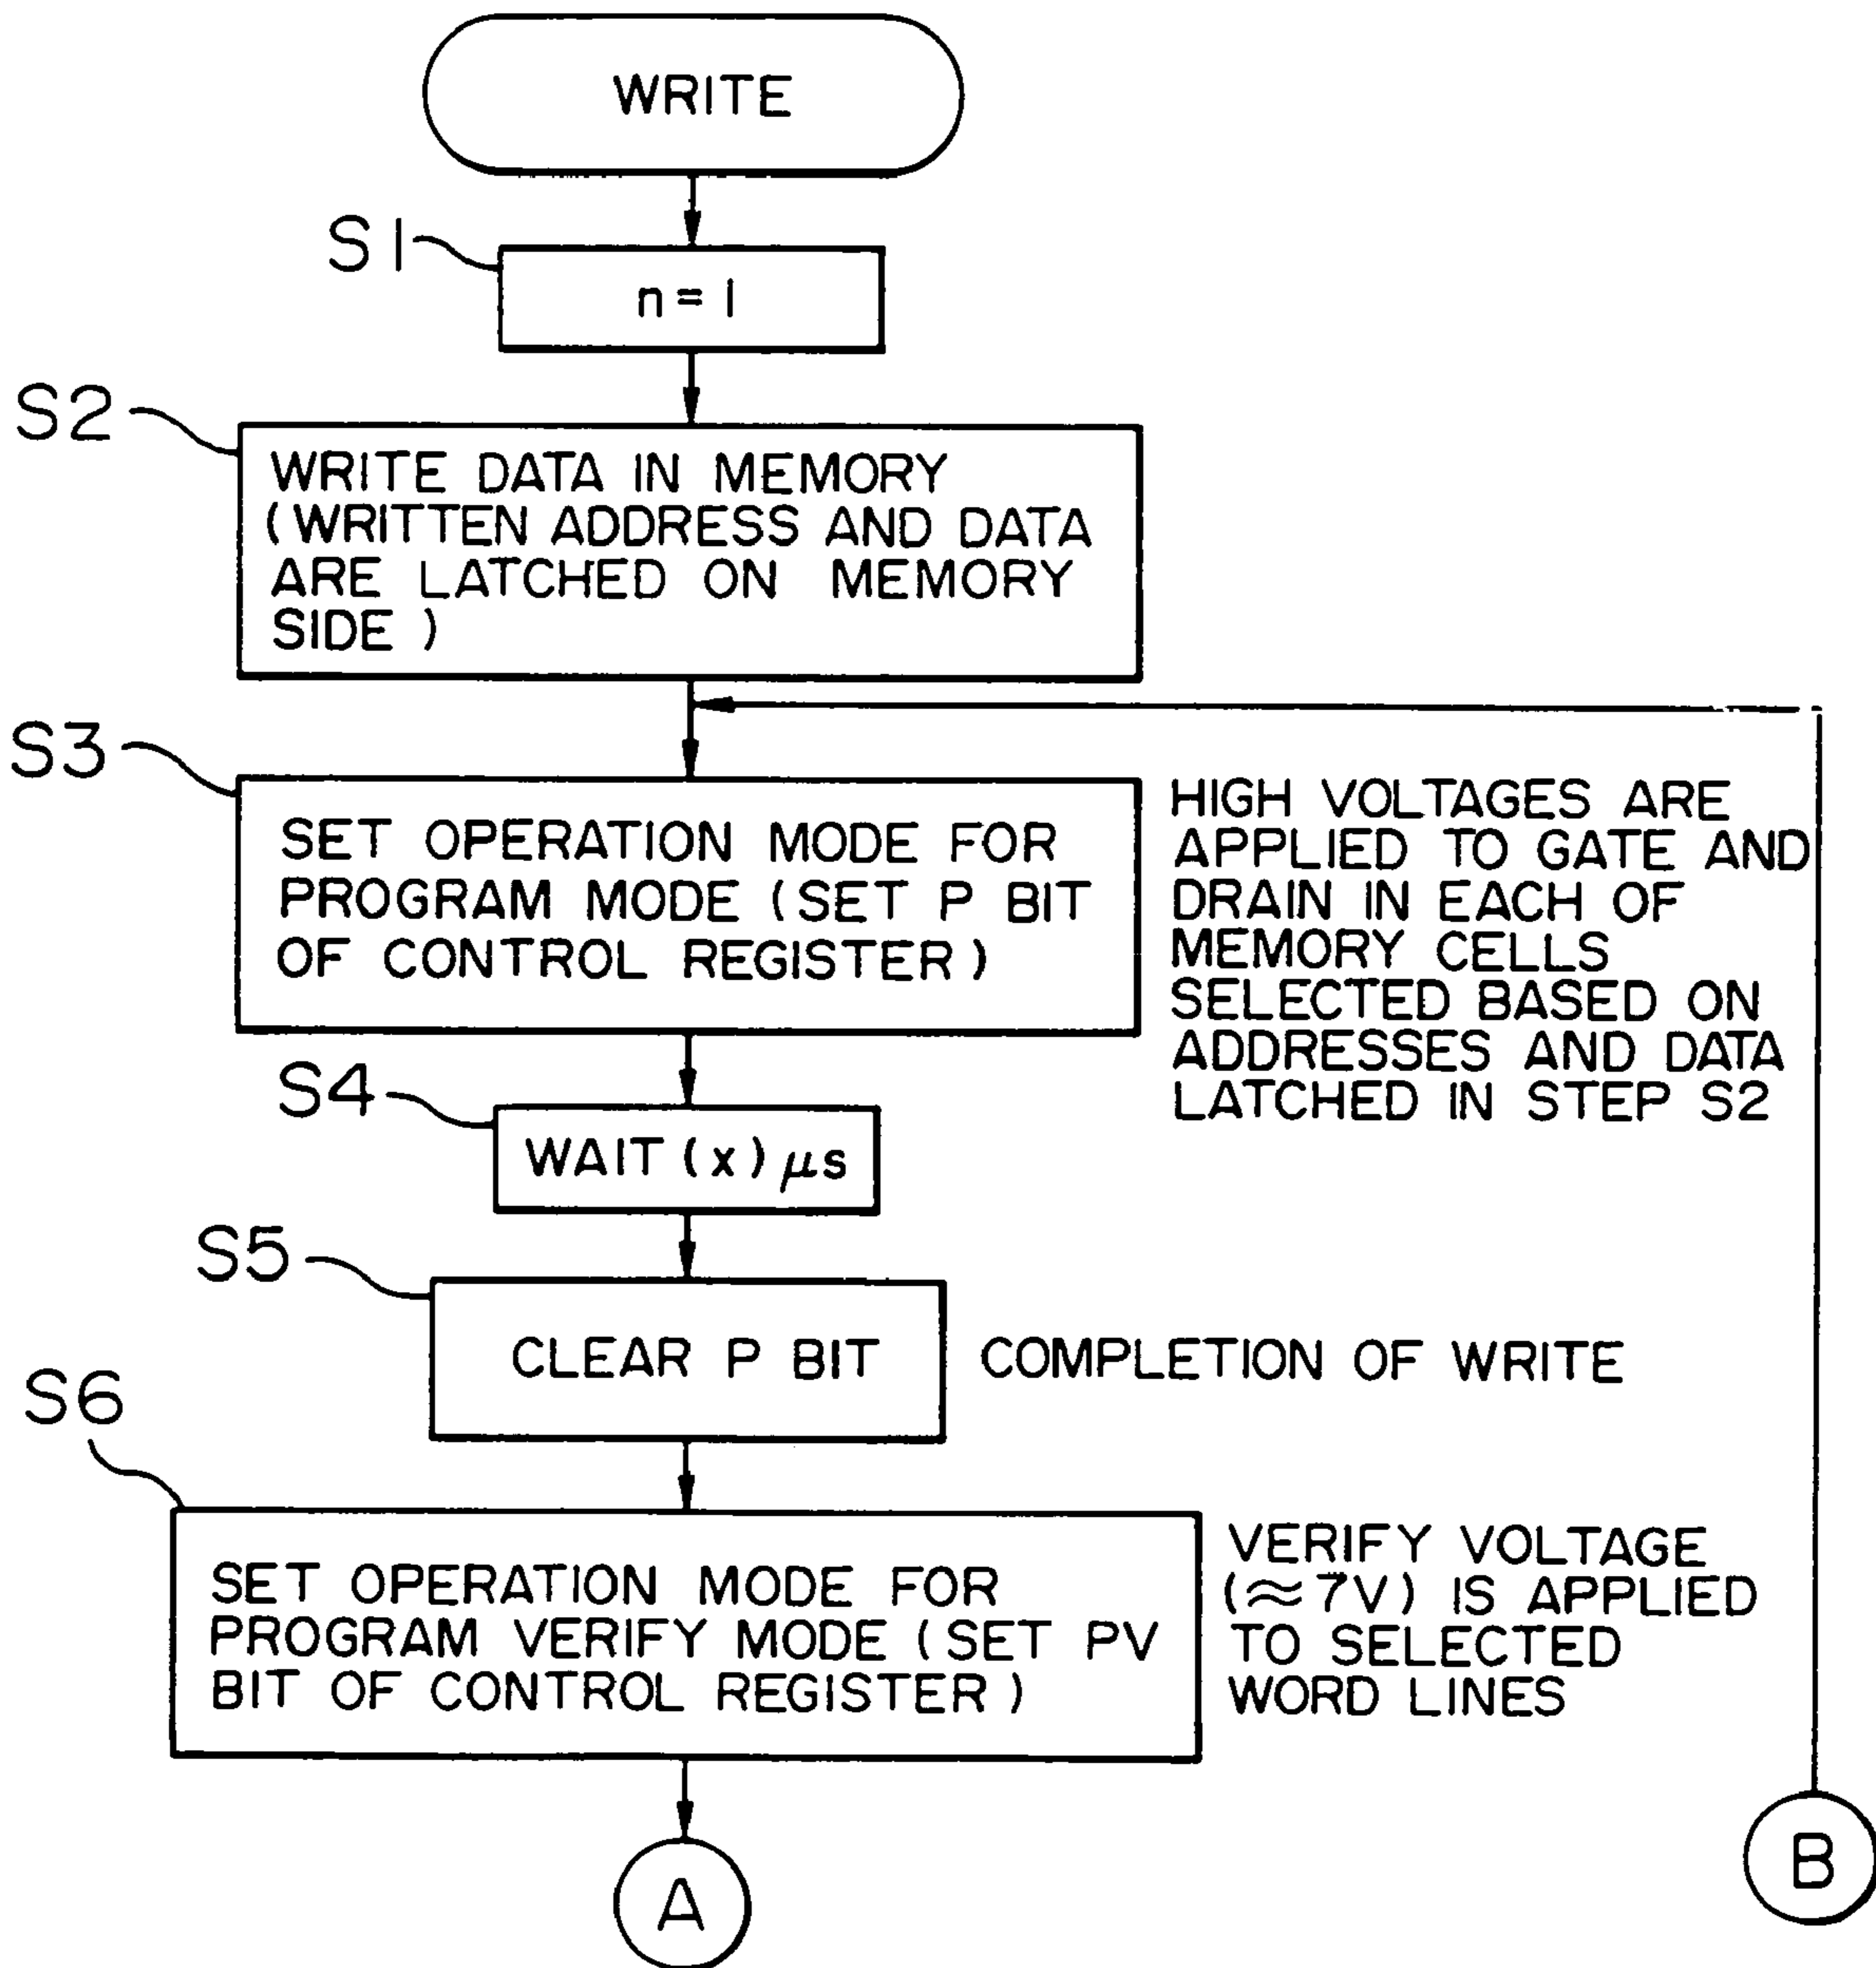 WRITE
S1
n = 1
S2
WRITE DATA IN MEMORY
(WRITTEN ADDRESS AND DATA
ARE LATCHED ON MEMORY
SIDE)
S3
SET OPERATION MODE FOR
PROGRAM MODE (SET P BIT
OF CONTROL REGISTER)
HIGH VOLTAGES ARE
APPLIED TO GATE AND
DRAIN IN EACH OF
MEMORY CELLS
SELECTED BASED ON
ADDRESSES AND DATA
LATCHED IN STEP S2
S4
WAIT (x) μs
S5
CLEAR P BIT
COMPLETION OF WRITE
S6
SET OPERATION MODE FOR
PROGRAM VERIFY MODE (SET PV
BIT OF CONTROL REGISTER)
VERIFY VOLTAGE
(≈7V) IS APPLIED
TO SELECTED
WORD LINES
A
B